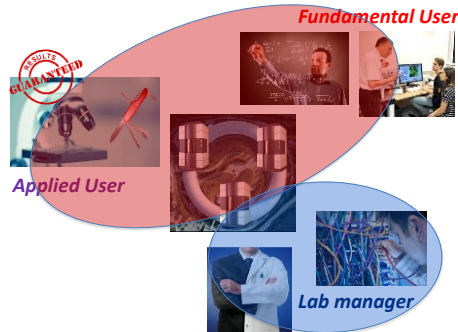 Fundamental User
RESULTS
GUARANTEED
Applied User
Lab manager